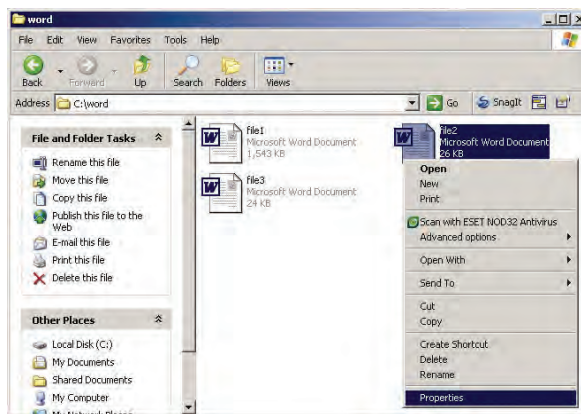 word
File Edit View Favorites Tools Help
Back Forward Up Search Folders Views
Address C:\word Go SnagIt
File and Folder Tasks
Rename this file
Move this file
Copy this file
Publish this file to the
Web
E-mail this file
Print this file
Delete this file
Other Places
Local Disk (C:)
My Documents
Shared Documents
My Computer
My Network Places
file1
Microsoft Word Document
1,543 KB
file2
Microsoft Word Document
26 KB
file3
Microsoft Word Document
24 KB
Open
New
Print
Scan with ESET NOD32 Antivirus
Advanced options
Open With
Send To
Cut
Copy
Create Shortcut
Delete
Rename
Properties